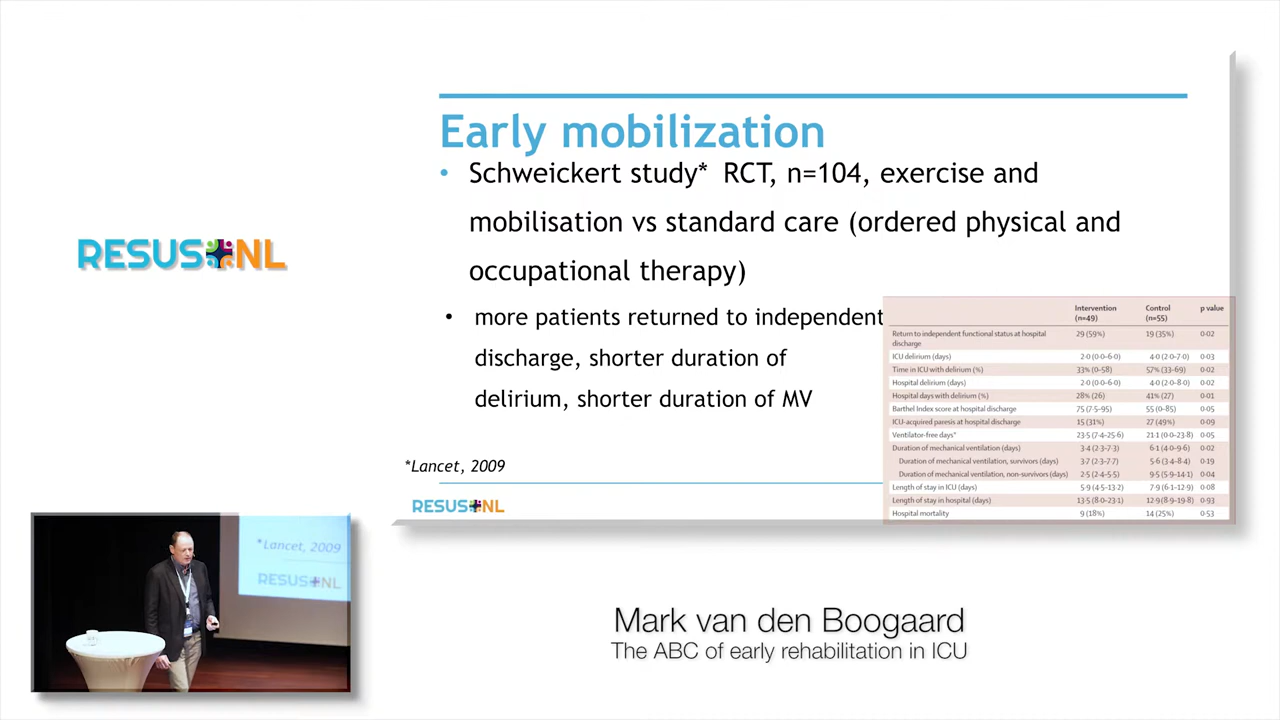 RESUS NL
Early mobilization
• Schweickert study* RCT, n=104, exercise and
mobilisation vs standard care (ordered physical and
occupational therapy)
• more patients returned to independent
discharge, shorter duration of
delirium, shorter duration of MV
*Lancet, 2009
RESUS NL
Intervention (n=49) Control (n=55) p value
Return to independent functional status at hospital discharge 29 (59%) 19 (35%) 0·02
ICU delirium (days) 2·0 (0·0-6·0) 4·0 (2·0-7·0) 0·03
Time in ICU with delirium (%) 33% (0-58) 57% (33-69) 0·02
Hospital delirium (days) 2·0 (0·0-6·0) 4·0 (2·0-8·0) 0·02
Hospital days with delirium (%) 28% (26) 41% (27) 0·01
Barthel Index score at hospital discharge 75 (7·5-95) 55 (0-85) 0·05
ICU-acquired paresis at hospital discharge 15 (31%) 27 (49%) 0·09
Ventilator-free days* 23·5 (7·4-25·6) 21·1 (0·0-23·8) 0·05
Duration of mechanical ventilation (days) 3·4 (2·3-7·3) 6·1 (4·0-9·6) 0·02
Duration of mechanical ventilation, survivors (days) 3·7 (2·3-7·7) 5·6 (3·4-8·4) 0·19
Duration of mechanical ventilation, non-survivors (days) 2·5 (2·4-5·5) 9·5 (5·9-14·1) 0·04
Length of stay in ICU (days) 5·9 (4·5-13·2) 7·9 (6·1-12·9) 0·08
Length of stay in hospital (days) 13·5 (8·0-23·1) 12·9 (8·9-19·8) 0·93
Hospital mortality 9 (18%) 14 (25%) 0·53
*Lancet, 2009
RESUS NL
Mark van den Boogaard
The ABC of early rehabilitation in ICU